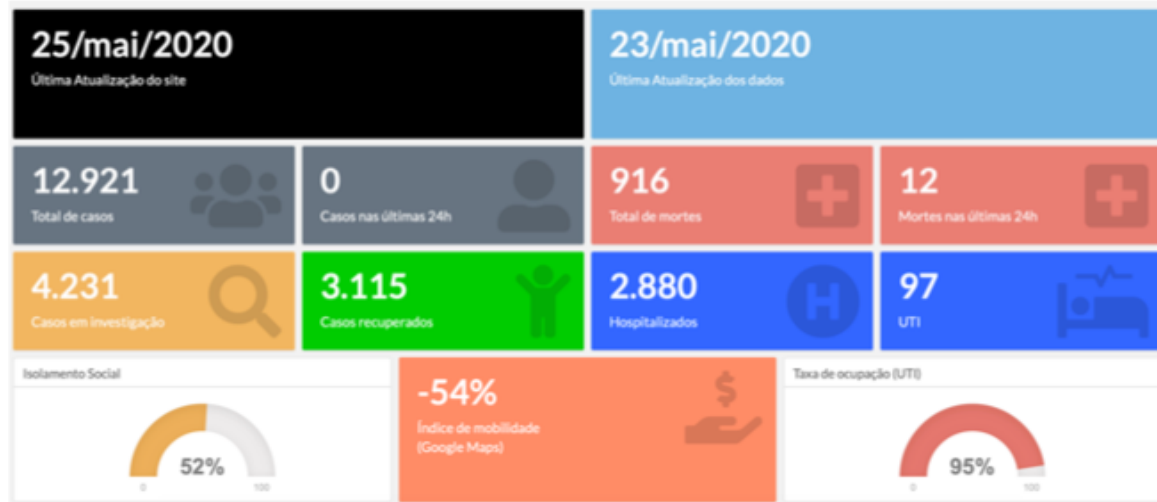 25/mai/2020
Última Atualização do site
23/mai/2020
Última Atualização dos dados
12.921
Total de casos
0
Casos nas últimas 24h
916
Total de mortes
12
Mortes nas últimas 24h
4.231
Casos em investigação
3.115
Casos recuperados
2.880
Hospitalizados
H
97
UTI
Isolamento Social
52%
0
100
-54%
Índice de mobilidade
(Google Maps)
$
Taxa de ocupação (UTI)
95%
0
100